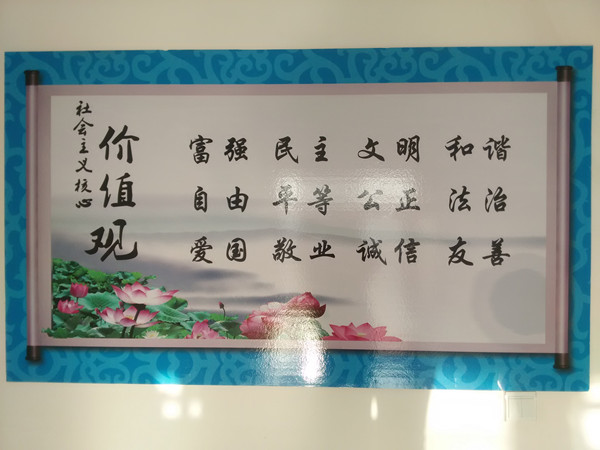 社会主义核心
价值观
富强 民主 文明 和谐
自由 平等 公正 法治
爱国 敬业 诚信 友善